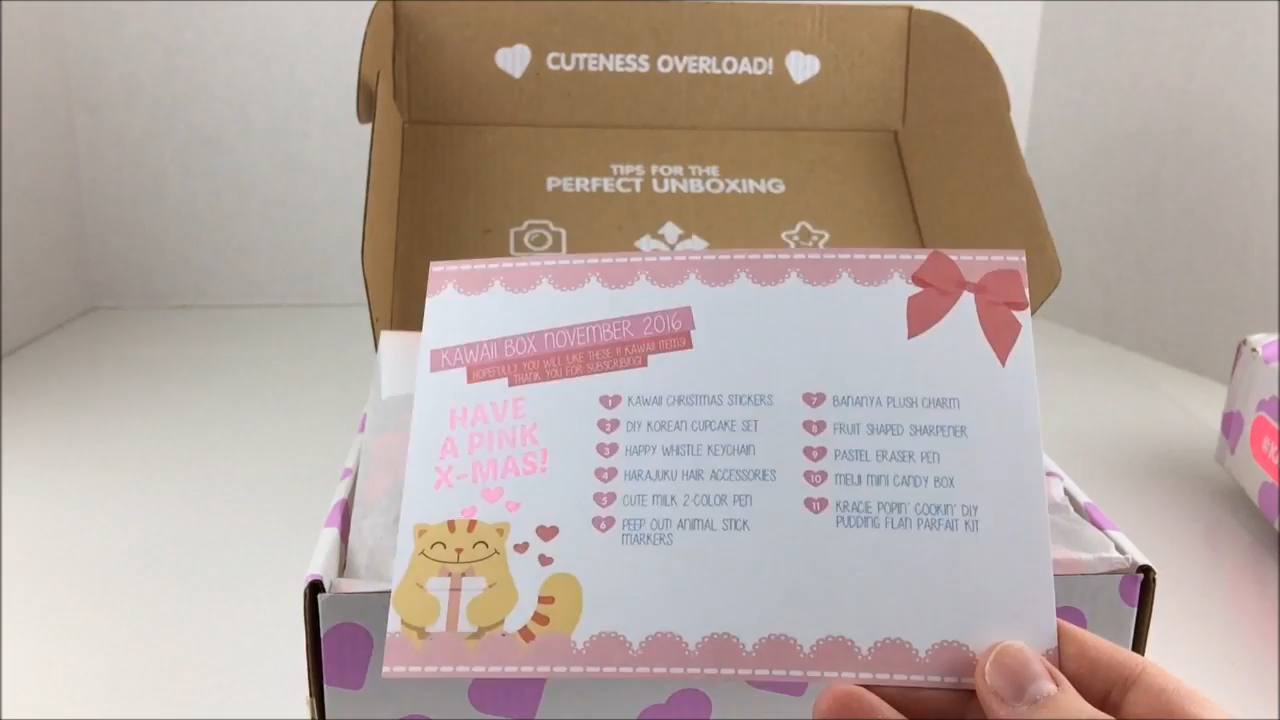 CUTENESS OVERLOAD!
TIPS FOR THE
PERFECT UNBOXING
KAWAII BOX NOVEMBER 2016
HOPEFULLY YOU WILL LIKE THESE 11 KAWAII ITEMS!
THANK YOU FOR SUBSCRIBING!
HAVE
A PINK
X-MAS!
1 KAWAII CHRISTMAS STICKERS
2 DIY KOREAN CUPCAKE SET
3 HAPPY WHISTLE KEYCHAIN
4 HARAJUKU HAIR ACCESSORIES
5 CUTE MILK 2-COLOR PEN
6 PEEP OUT! ANIMAL STICK
MARKERS
7 BANANYA PLUSH CHARM
8 FRUIT SHAPED SHARPENER
9 PASTEL ERASER PEN
10 MEIJI MINI CANDY BOX
11 KRACIE POPIN' COOKIN' DIY
PUDDING FLAN PARFAIT KIT